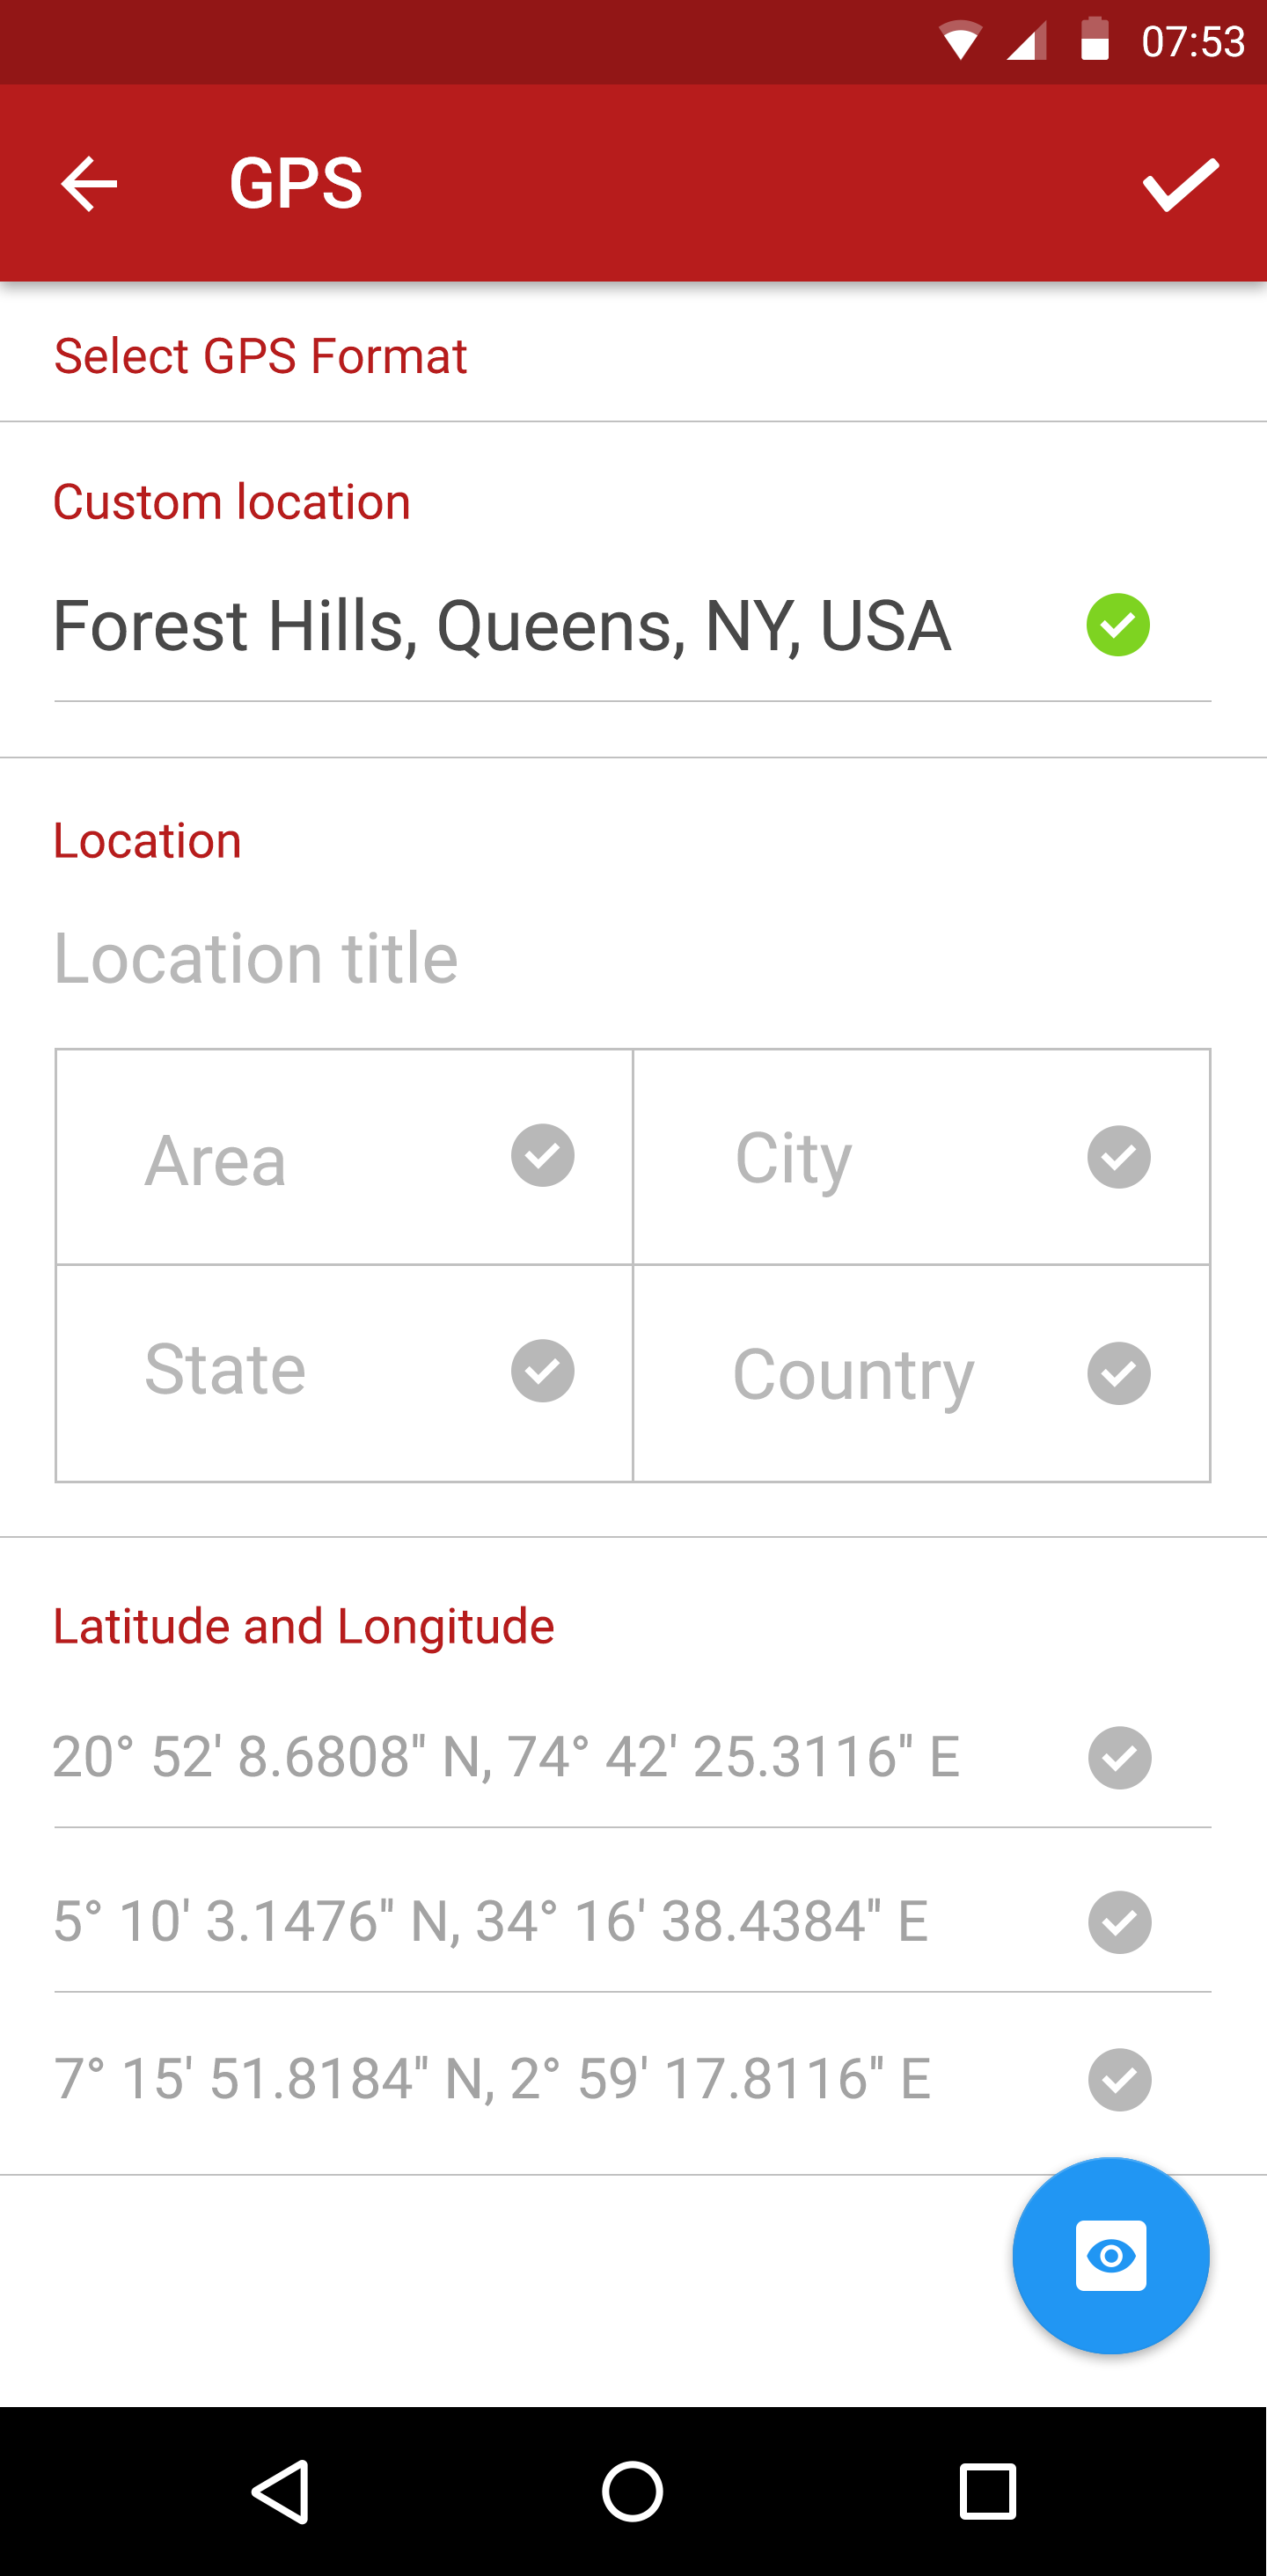 07:53
GPS
Select GPS Format
Custom location
Forest Hills, Queens, NY, USA
Location
Location title
Area
City
State
Country
Latitude and Longitude
20° 52' 8.6808" N, 74° 42' 25.3116" E
5° 10' 3.1476" N, 34° 16' 38.4384" E
7° 15' 51.8184" N, 2° 59' 17.8116" E